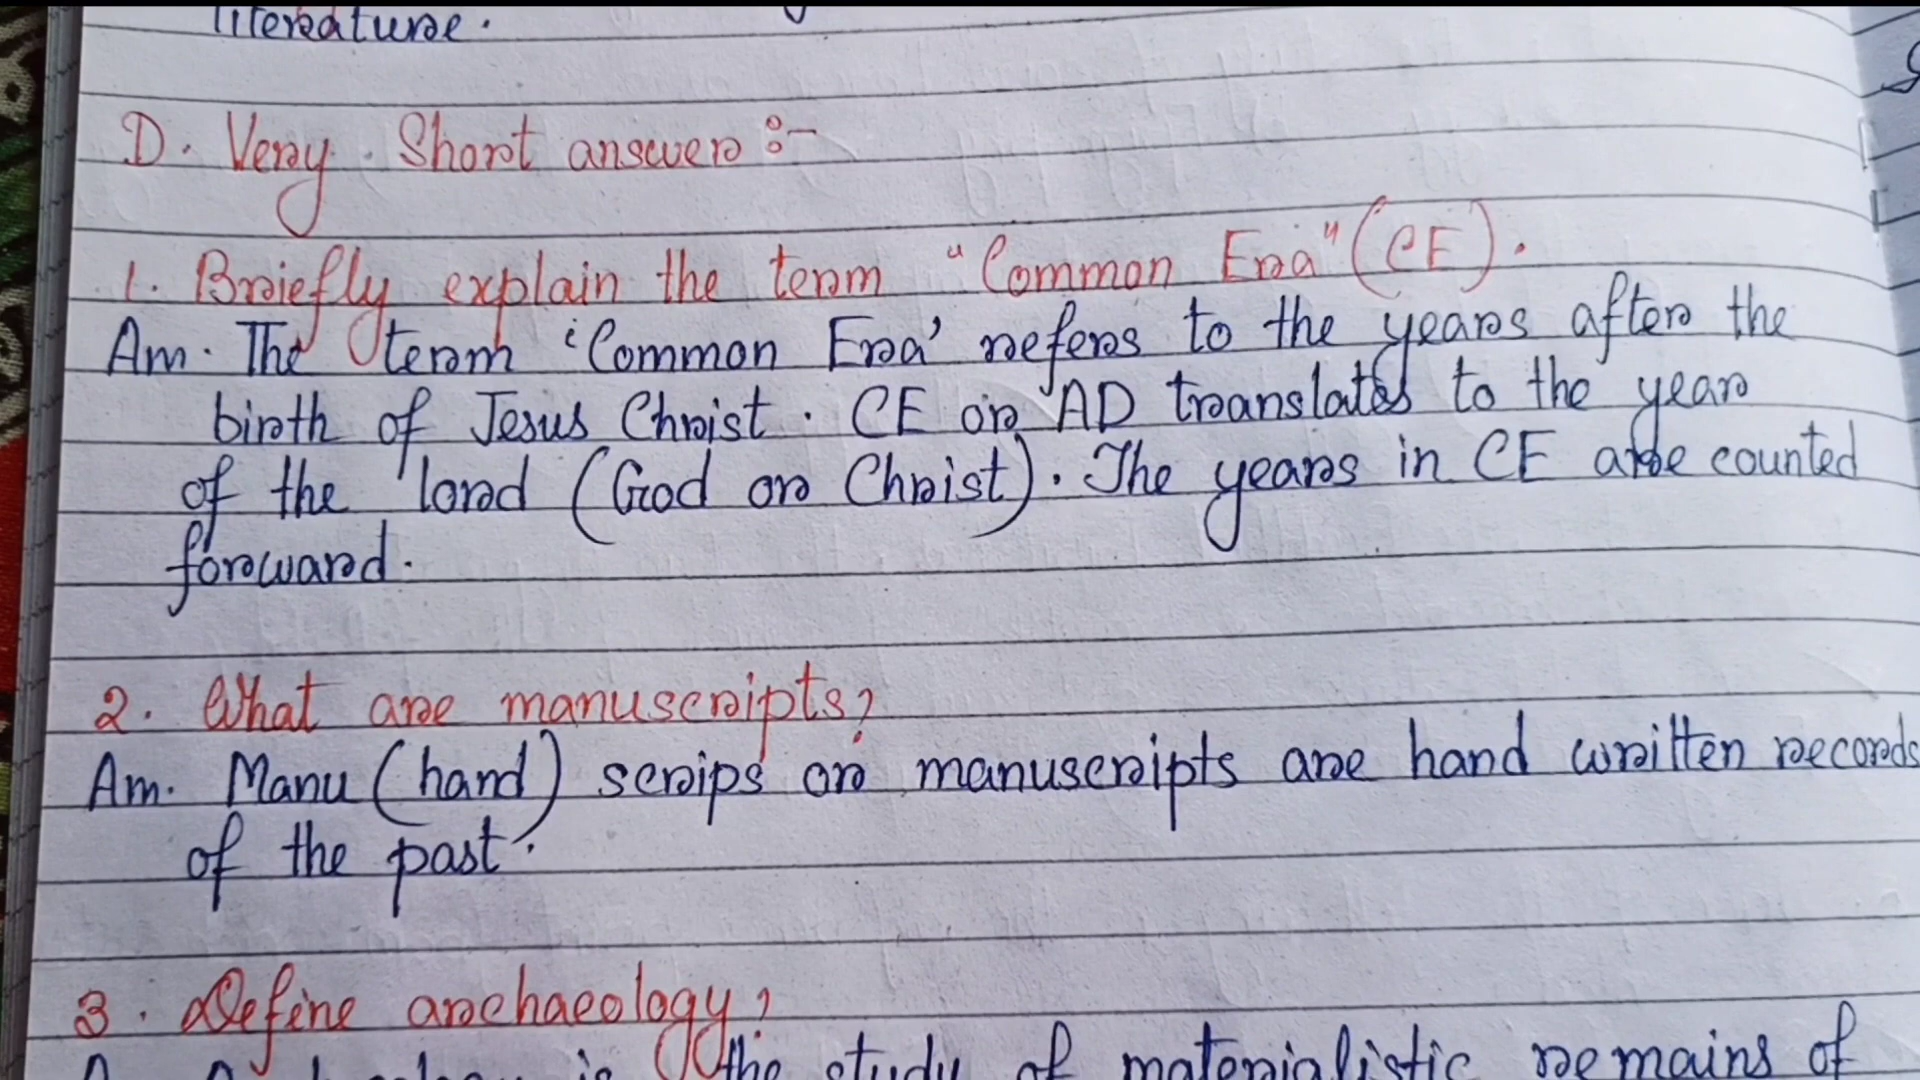 literature.
D. Very Short answer :-
1. Briefly explain the term "Common Era" (CE).
Ans. The term 'Common Era' refers to the years after the
birth of Jesus Christ. CE or AD translates to the year
of the lord (God or Christ). The years in CE are counted
forward.
2. What are manuscripts?
Ans. Manu (hand) scrips or manuscripts are hand written records
of the past.
3. Define archaeology?
is the study of materialistic remains of